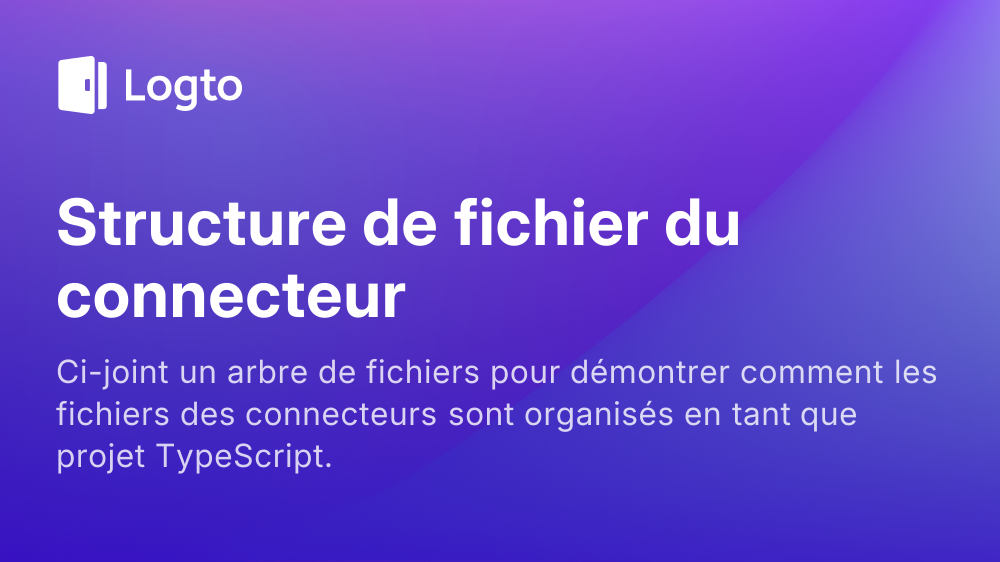 Logto
Structure de fichier du
connecteur
Ci-joint un arbre de fichiers pour démontrer comment les
fichiers des connecteurs sont organisés en tant que
projet TypeScript.